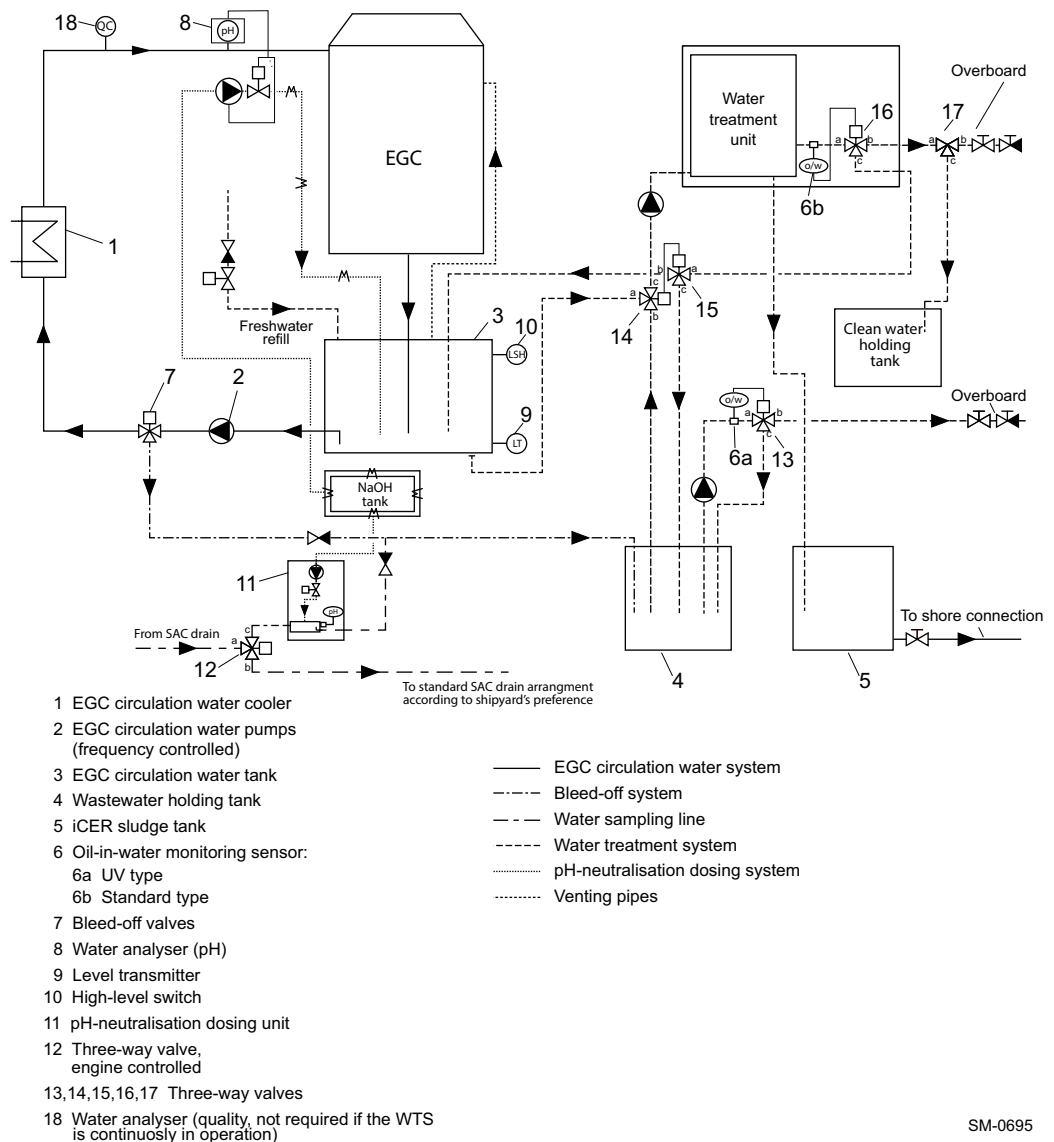 18
QC
8
pH
EGC
Water
treatment
unit
16
a
b
c
o/w
6b
17
a
b
c
Overboard
1
Freshwater
refill
3
10
LSH
9
LT
b
a
c
15
c
a
b
14
Clean water
holding
tank
7
2
NaOH
tank
o/w
a
b
c
6a
13
Overboard
11
pH
From SAC drain
a
c
b
12
To standard SAC drain arrangment
according to shipyard's preference
4
5
To shore connection
1 EGC circulation water cooler
2 EGC circulation water pumps
(frequency controlled)
3 EGC circulation water tank
4 Wastewater holding tank
5 iCER sludge tank
6 Oil-in-water monitoring sensor:
6a UV type
6b Standard type
7 Bleed-off valves
8 Water analyser (pH)
9 Level transmitter
10 High-level switch
11 pH-neutralisation dosing unit
12 Three-way valve,
engine controlled
13,14,15,16,17 Three-way valves
18 Water analyser (quality, not required if the WTS
is continuosly in operation)
EGC circulation water system
Bleed-off system
Water sampling line
Water treatment system
pH-neutralisation dosing system
Venting pipes
SM-0695